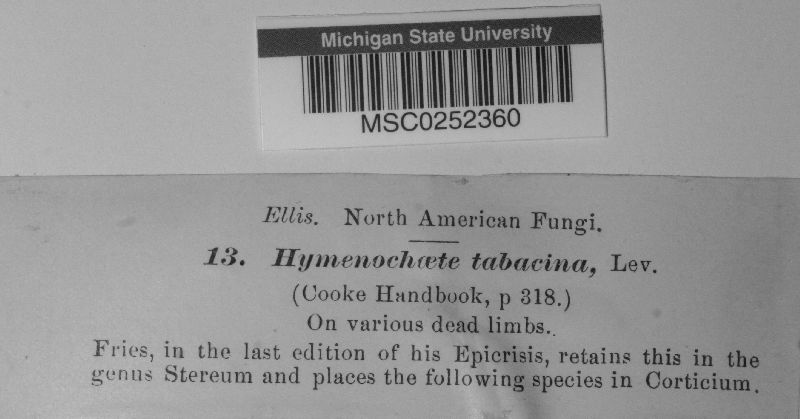 Michigan State University
MSC0252360
Ellis. North American Fungi.
13. Hymenochæte tabacina, Lev.
(Cooke Handbook, p 318.)
On various dead limbs.
Fries, in the last edition of his Epicrisis, retains this in the
genus Stereum and places the following species in Corticium.